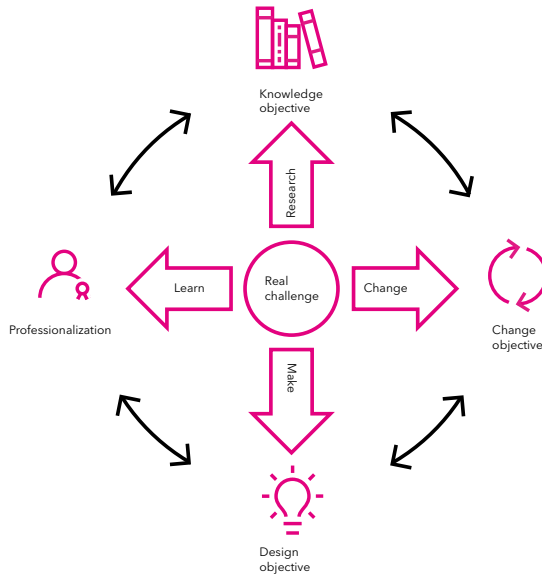 Knowledge
objective
Research
Learn
Real
challenge
Change
Professionalization
Change
objective
Make
Design
objective